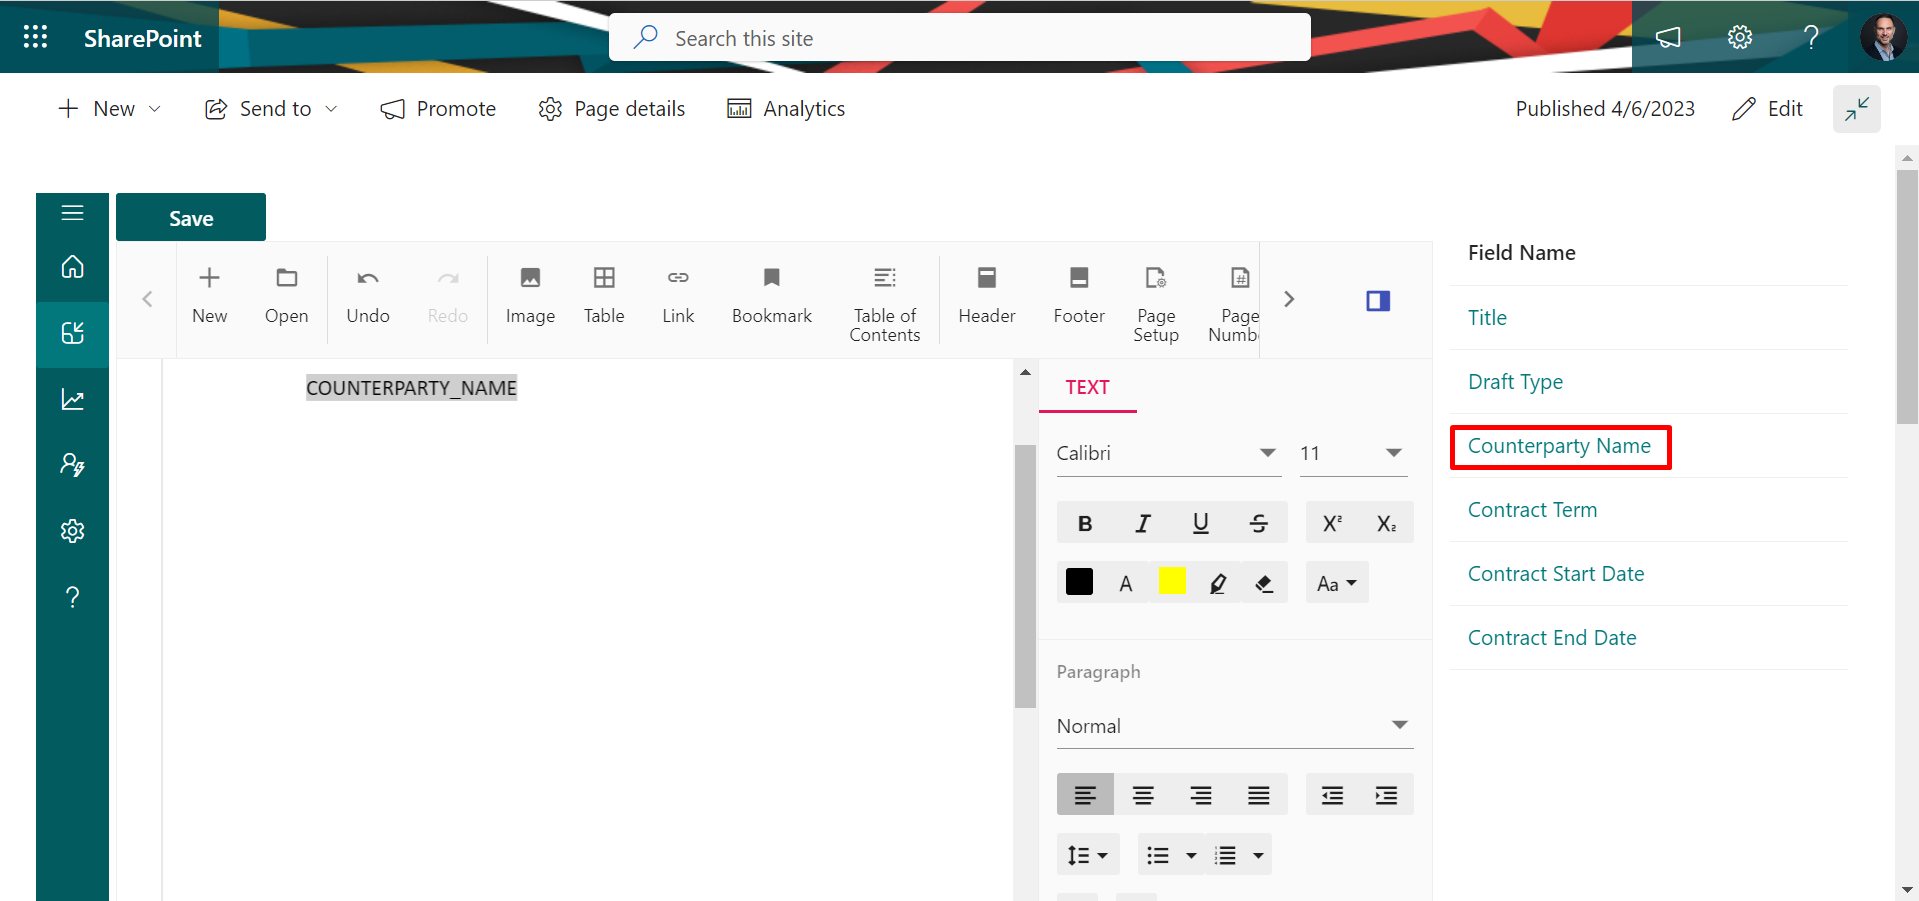 SharePoint
Search this site
?
New
Send to
Promote
Page details
Analytics
Published 4/6/2023
Edit
Save
Field Name
New
Open
Undo
Redo
Image
Table
Link
Bookmark
Table of
Contents
Header
Footer
Page
Setup
Page
Numb
Title
COUNTERPARTY_NAME
TEXT
Draft Type
Calibri
11
Counterparty Name
B I U S X² X₂
Contract Term
A
Aa
Contract Start Date
?
Contract End Date
Paragraph
Normal